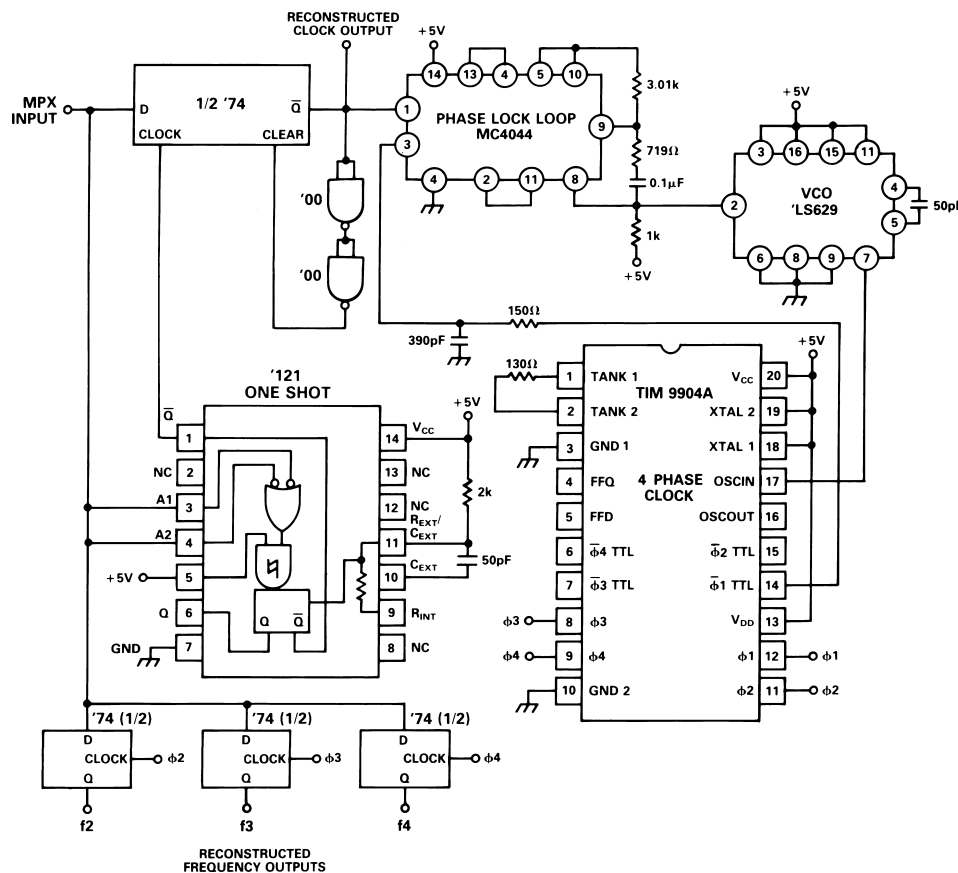 RECONSTRUCTED
CLOCK OUTPUT
MPX
INPUT
D
1/2 '74
Q̅
CLOCK
CLEAR
'00
'00
+5V
14
13
4
5
10
1
PHASE LOCK LOOP
MC4044
9
3
4
2
11
8
3.01k
719Ω
0.1μF
1k
+5V
+5V
3
16
15
11
2
VCO
'LS629
4
5
50pF
6
8
9
7
150Ω
390pF
'121
ONE SHOT
Q̅
1
14
VCC
+5V
NC
2
13
NC
A1
3
12
NC
REXT/
CEXT
2k
A2
4
11
+5V
5
10
CEXT
50pF
Q
6
Q
Q̅
9
RINT
GND
7
8
NC
130Ω
+5V
1
TANK 1
TIM 9904A
VCC
20
2
TANK 2
XTAL 2
19
3
GND 1
XTAL 1
18
4
FFQ
4 PHASE
CLOCK
OSCIN
17
5
FFD
OSCOUT
16
6
ϕ̅4 TTL
ϕ̅2 TTL
15
7
ϕ̅3 TTL
ϕ̅1 TTL
14
VDD
13
ϕ3
8
ϕ3
ϕ1
12
ϕ1
ϕ4
9
ϕ4
ϕ2
11
ϕ2
10
GND 2
'74 (1/2)
'74 (1/2)
'74 (1/2)
D
CLOCK
Q
ϕ2
D
CLOCK
Q
ϕ3
D
CLOCK
Q
ϕ4
f2
f3
f4
RECONSTRUCTED
FREQUENCY OUTPUTS